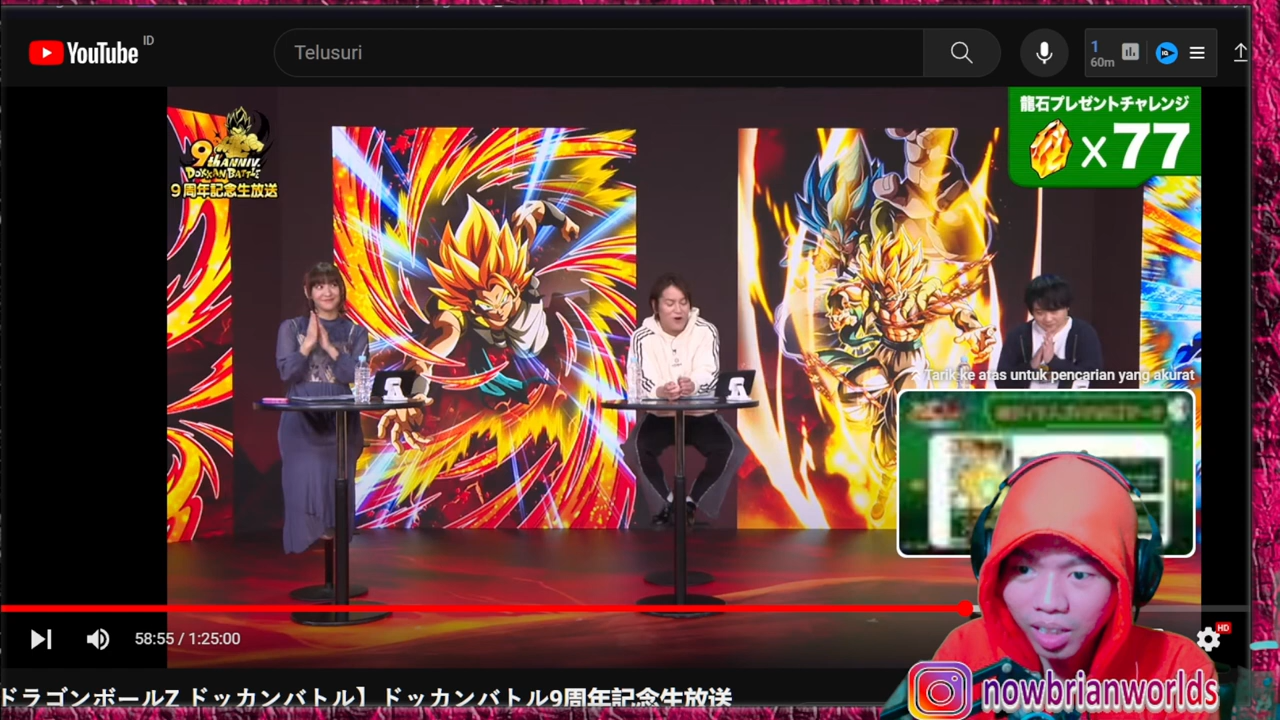 YouTube ID
Telusuri
1
60m
IQ
龍石プレゼントチャレンジ
x77
9thANNIV.
DOKKAN BATTLE
9周年記念生放送
Tarik ke atas untuk pencarian yang akurat
58:55 / 1:25:00
HD
ドラゴンボールZ ドッカンバトル】ドッカンバトル9周年記念生放送
nowbrianworlds